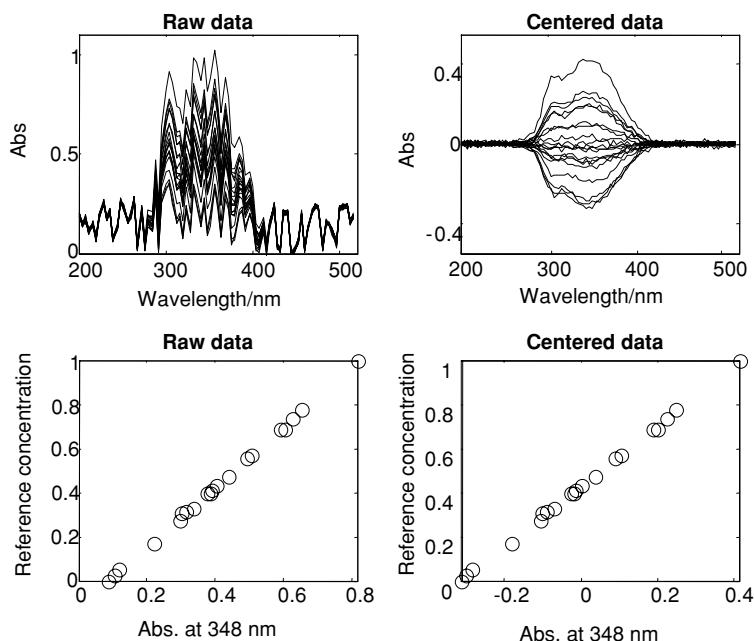 Raw data
Abs
1
0.5
0
200
300
400
500
Wavelength/nm
Centered data
Abs
0.4
0
-0.4
200
300
400
500
Wavelength/nm
Raw data
Reference concentration
1
0.8
0.6
0.4
0.2
0
0
0.2
0.4
0.6
0.8
Abs. at 348 nm
Centered data
Reference concentration
1
0.8
0.6
0.4
0.2
0
-0.2
0
0.2
0.4
Abs. at 348 nm